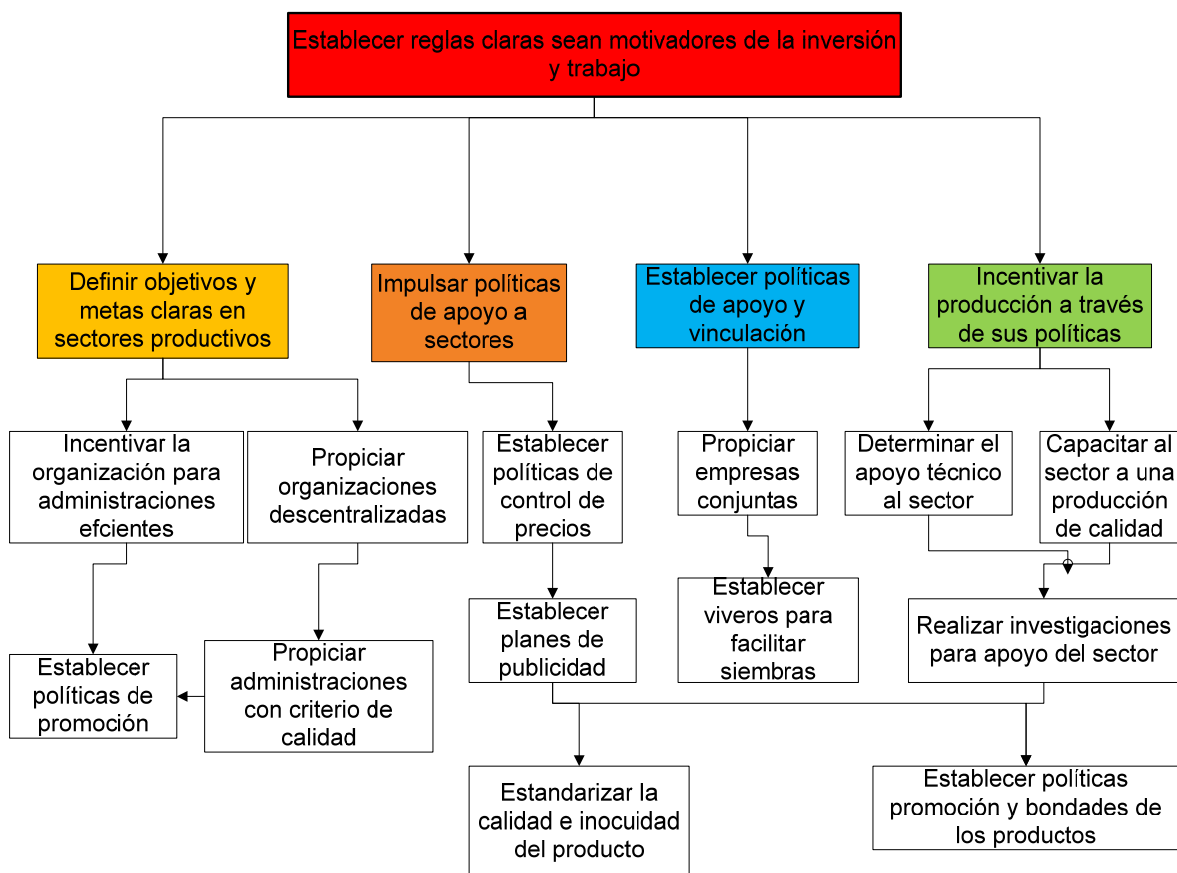 Establecer reglas claras sean motivadores de la inversión
y trabajo
Definir objetivos y
metas claras en
sectores productivos
Impulsar políticas
de apoyo a
sectores
Establecer políticas
de apoyo y
vinculación
Incentivar la
producción a través
de sus políticas
Incentivar la
organización para
administraciones
efcientes
Propiciar
organizaciones
descentralizadas
Establecer
políticas de
control de
precios
Propiciar
empresas
conjuntas
Determinar el
apoyo técnico
al sector
Capacitar al
sector a una
producción
de calidad
Establecer
políticas de
promoción
Propiciar
administraciones
con criterio de
calidad
Establecer
planes de
publicidad
Establecer
viveros para
facilitar
siembras
Realizar investigaciones
para apoyo del sector
Estandarizar la
calidad e inocuidad
del producto
Establecer políticas
promoción y bondades de
los productos